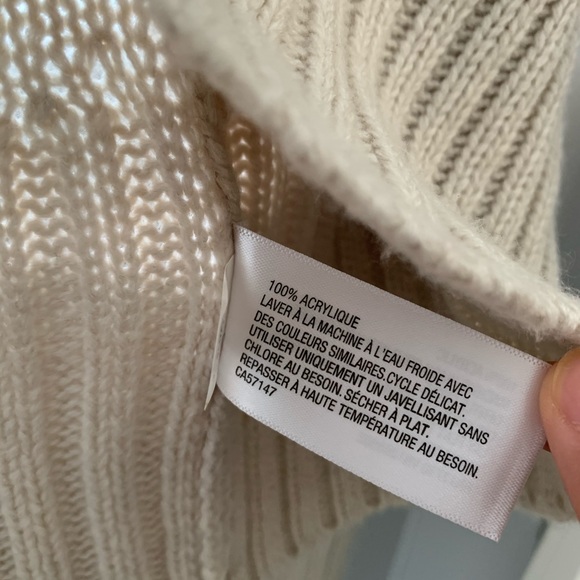 100% ACRYLIQUE
LAVER À LA MACHINE À L'EAU FROIDE AVEC
DES COULEURS SIMILAIRES.CYCLE DÉLICAT.
UTILISER UNIQUEMENT UN JAVELLISANT SANS
CHLORE AU BESOIN. SÉCHER À PLAT.
REPASSER À HAUTE TEMPÉRATURE AU BESOIN.
CA57147